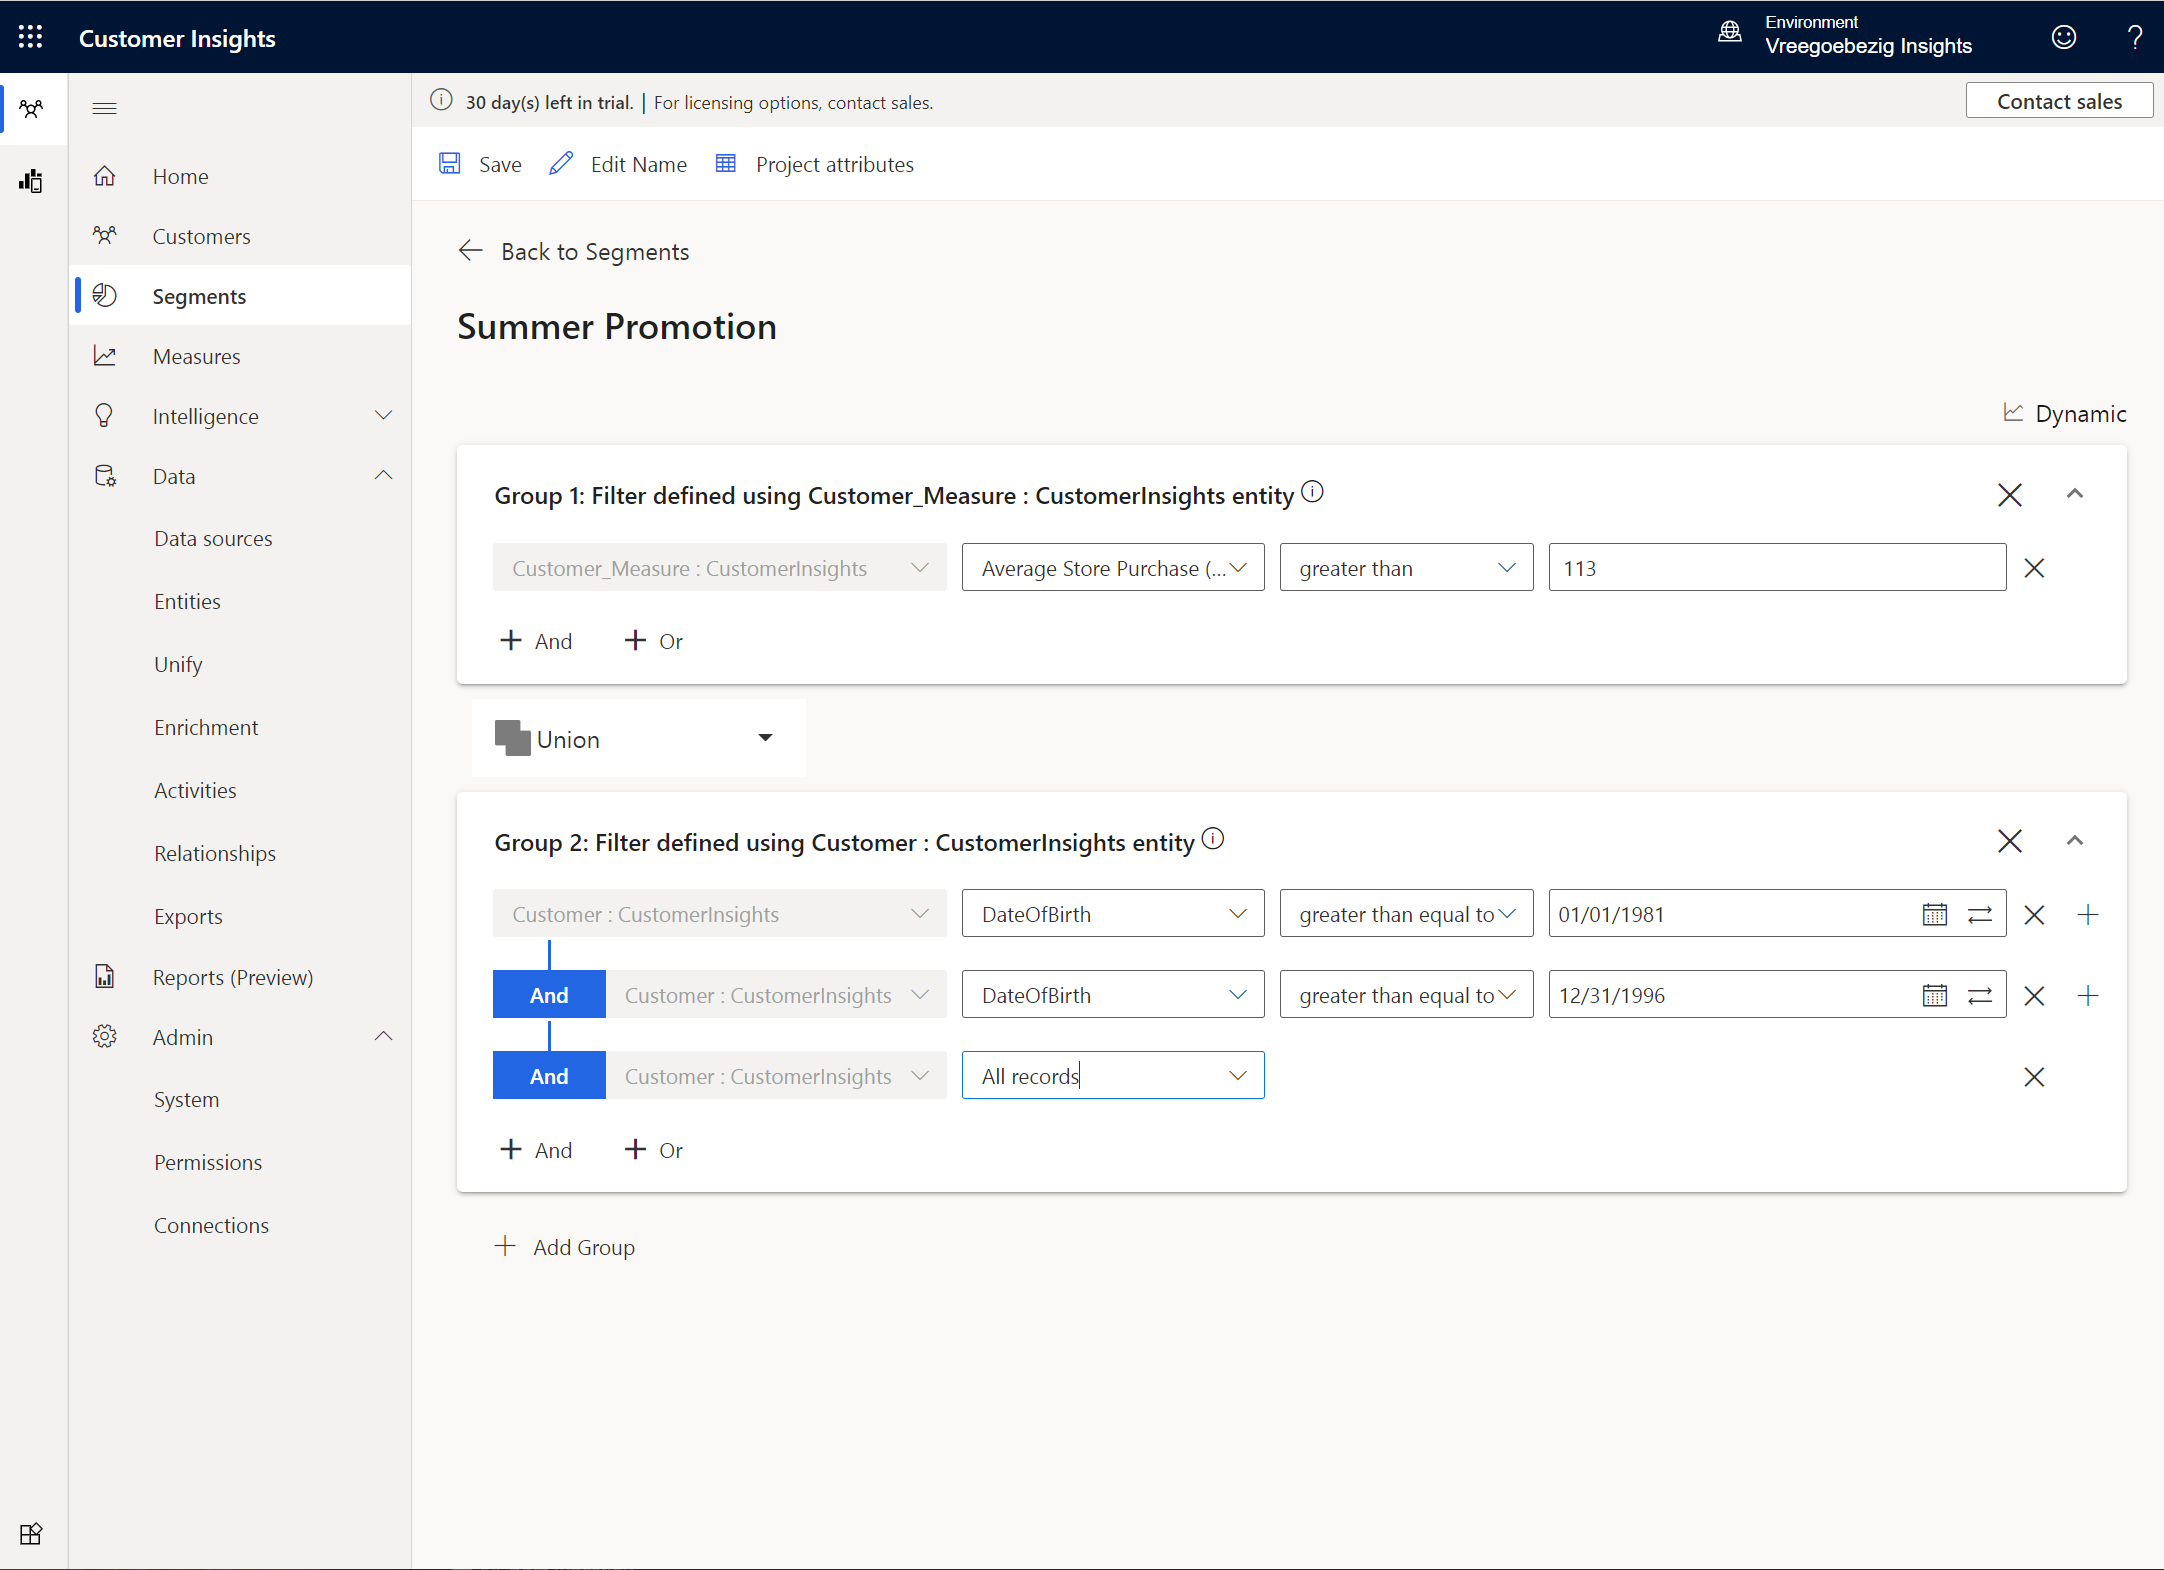 Customer Insights
Environment
Vreegoebezig Insights
?
30 day(s) left in trial. | For licensing options, contact sales.
Contact sales
Save
Edit Name
Project attributes
Home
Customers
Segments
Measures
Intelligence
Data
Data sources
Entities
Unify
Enrichment
Activities
Relationships
Exports
Reports (Preview)
Admin
System
Permissions
Connections
Back to Segments
Summer Promotion
Dynamic
Group 1: Filter defined using Customer_Measure : CustomerInsights entity
Customer_Measure : CustomerInsights
Average Store Purchase (...
greater than
113
And
Or
Union
Group 2: Filter defined using Customer : CustomerInsights entity
Customer : CustomerInsights
DateOfBirth
greater than equal to
01/01/1981
And
Customer : CustomerInsights
DateOfBirth
greater than equal to
12/31/1996
And
Customer : CustomerInsights
All records
And
Or
Add Group